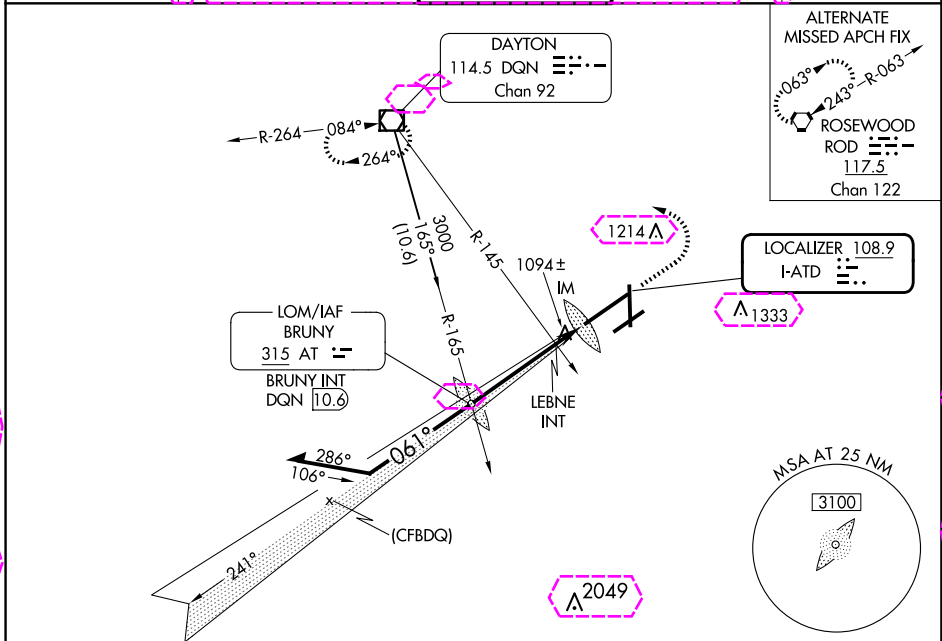 ALTERNATE
MISSED APCH FIX
063°
243°
R-063
ROSEWOOD
ROD
117.5
Chan 122
DAYTON
114.5 DQN
Chan 92
R-264
084°
264°
3000
165°
(10.6)
R-145
R-165
1214
1094±
IM
LOCALIZER 108.9
I-ATD
1333
LOM/IAF
BRUNY
315 AT
BRUNY INT
DQN 10.6
LEBNE
INT
061°
286°
106°
(CFBDQ)
241°
MSA AT 25 NM
3100
2049